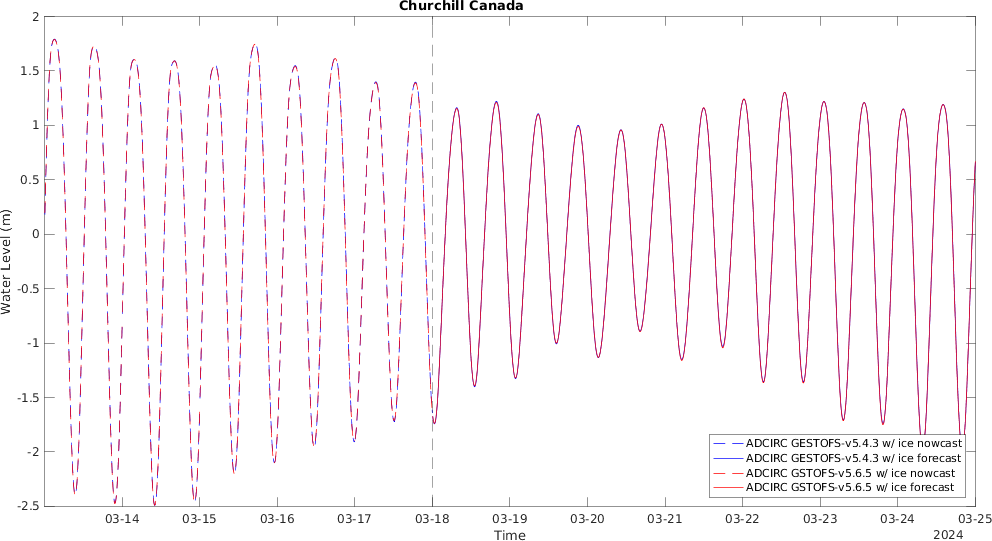 Churchill Canada
2
1.5
1
0.5
0
-0.5
-1
-1.5
-2
-2.5
Water Level (m)
ADCIRC GESTOFS-v5.4.3 w/ ice nowcast
ADCIRC GESTOFS-v5.4.3 w/ ice forecast
ADCIRC GSTOFS-v5.6.5 w/ ice nowcast
ADCIRC GSTOFS-v5.6.5 w/ ice forecast
03-14 03-15 03-16 03-17 03-18 03-19 03-20 03-21 03-22 03-23 03-24 03-25
Time
2024